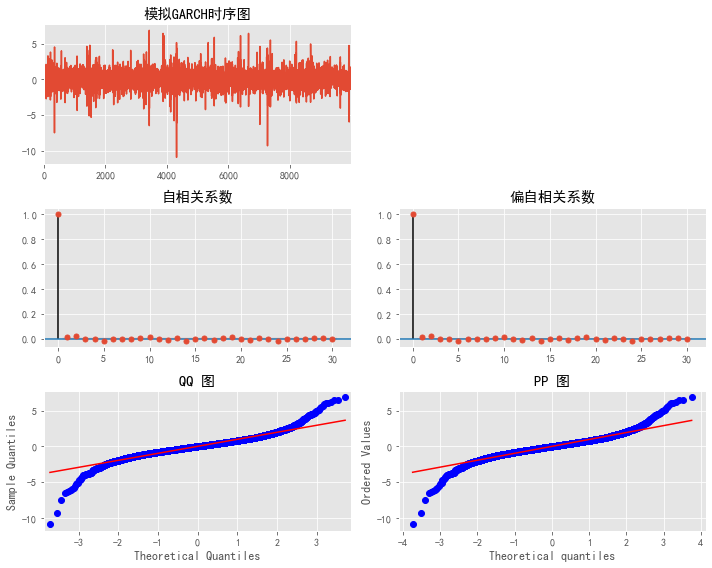 模拟GARCH时序图
5
0
−5
−10
0 2000 4000 6000 8000
自相关系数 偏自相关系数
1.0 1.0
0.8 0.8
0.6 0.6
0.4 0.4
0.2 0.2
0.0 0.0
0 5 10 15 20 25 30 0 5 10 15 20 25 30
QQ 图 PP 图
Sample Quantiles Ordered Values
5 5
0 0
−5 −5
−10 −10
−3 −2 −1 0 1 2 3 −4 −3 −2 −1 0 1 2 3 4
Theoretical Quantiles Theoretical quantiles